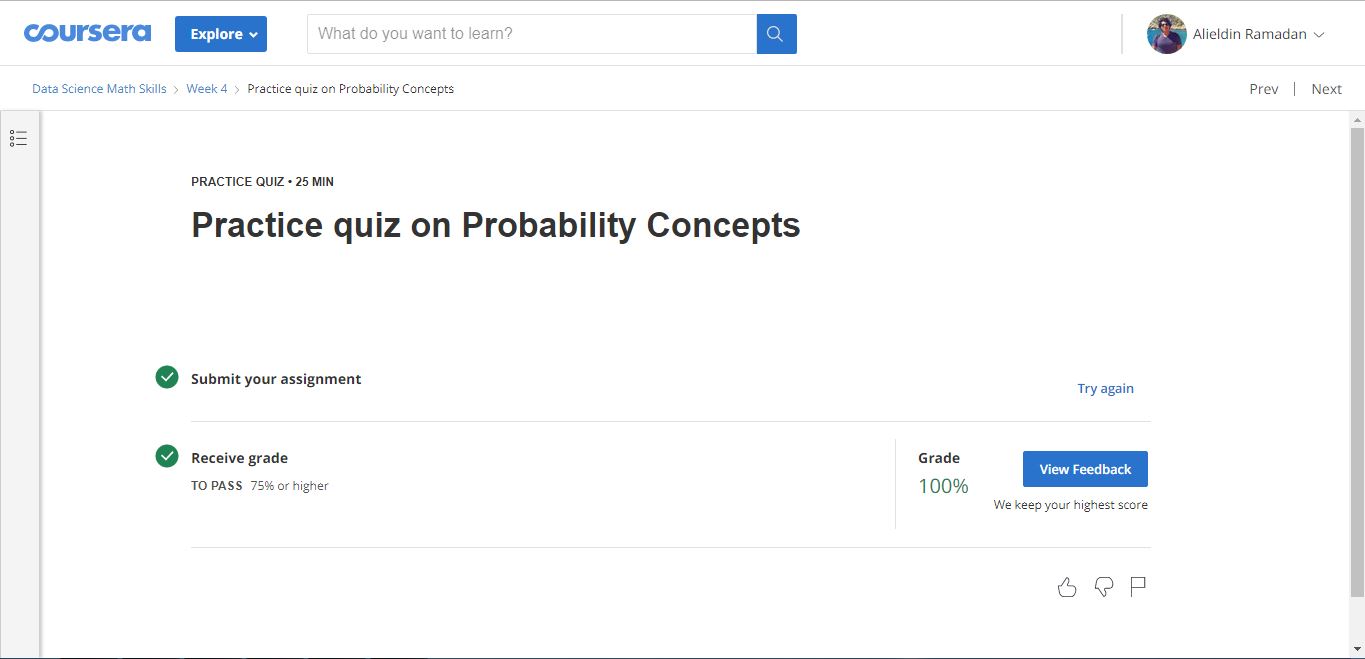 coursera Explore What do you want to learn? Alieldin Ramadan
Data Science Math Skills > Week 4 > Practice quiz on Probability Concepts Prev | Next
PRACTICE QUIZ • 25 MIN
Practice quiz on Probability Concepts
Submit your assignment
Try again
Receive grade
TO PASS 75% or higher
Grade
100%
View Feedback
We keep your highest score